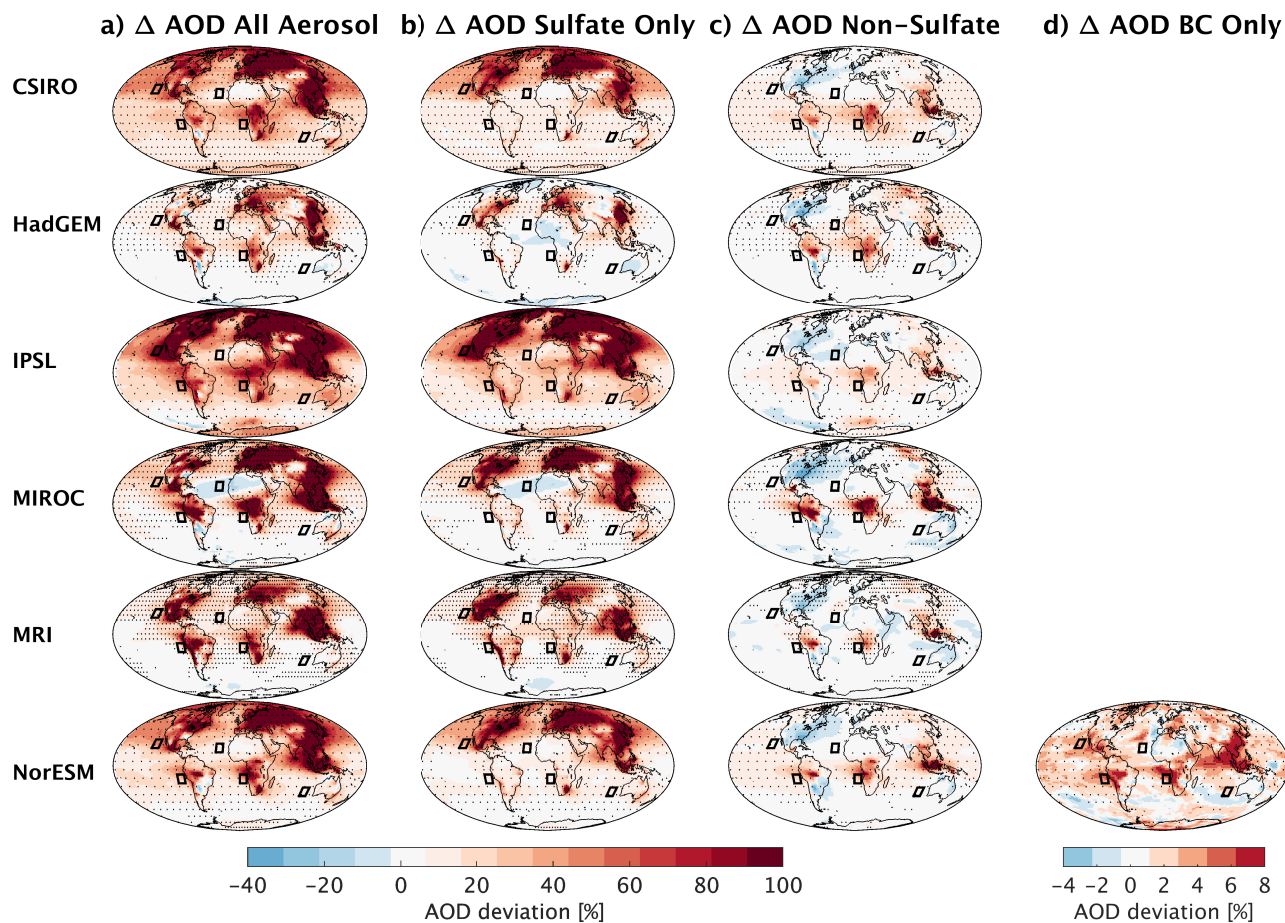 a) Δ AOD All Aerosol b) Δ AOD Sulfate Only c) Δ AOD Non-Sulfate d) Δ AOD BC Only
CSIRO
HadGEM
IPSL
MIROC
MRI
NorESM
−40 −20 0 20 40 60 80 100
AOD deviation [%]
−4 −2 0 2 4 6 8
AOD deviation [%]